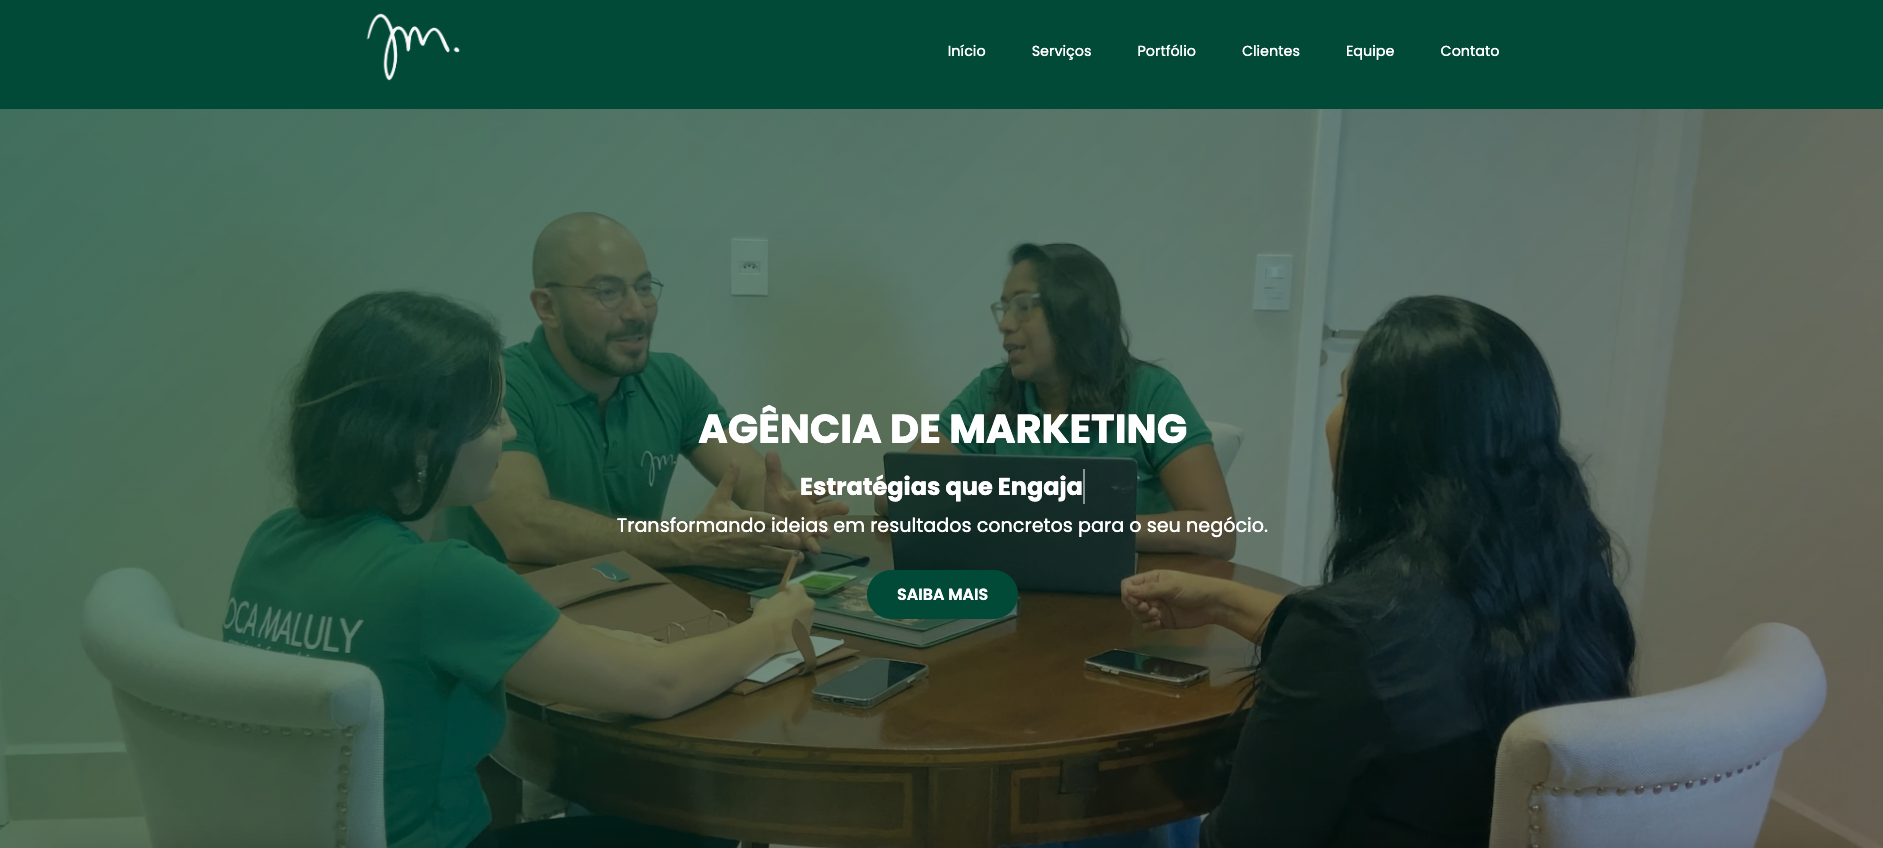 Jm.
Início Serviços Portfólio Clientes Equipe Contato
AGÊNCIA DE MARKETING
Estratégias que Engaja
Transformando ideias em resultados concretos para o seu negócio.
SAIBA MAIS
OCA MALULY